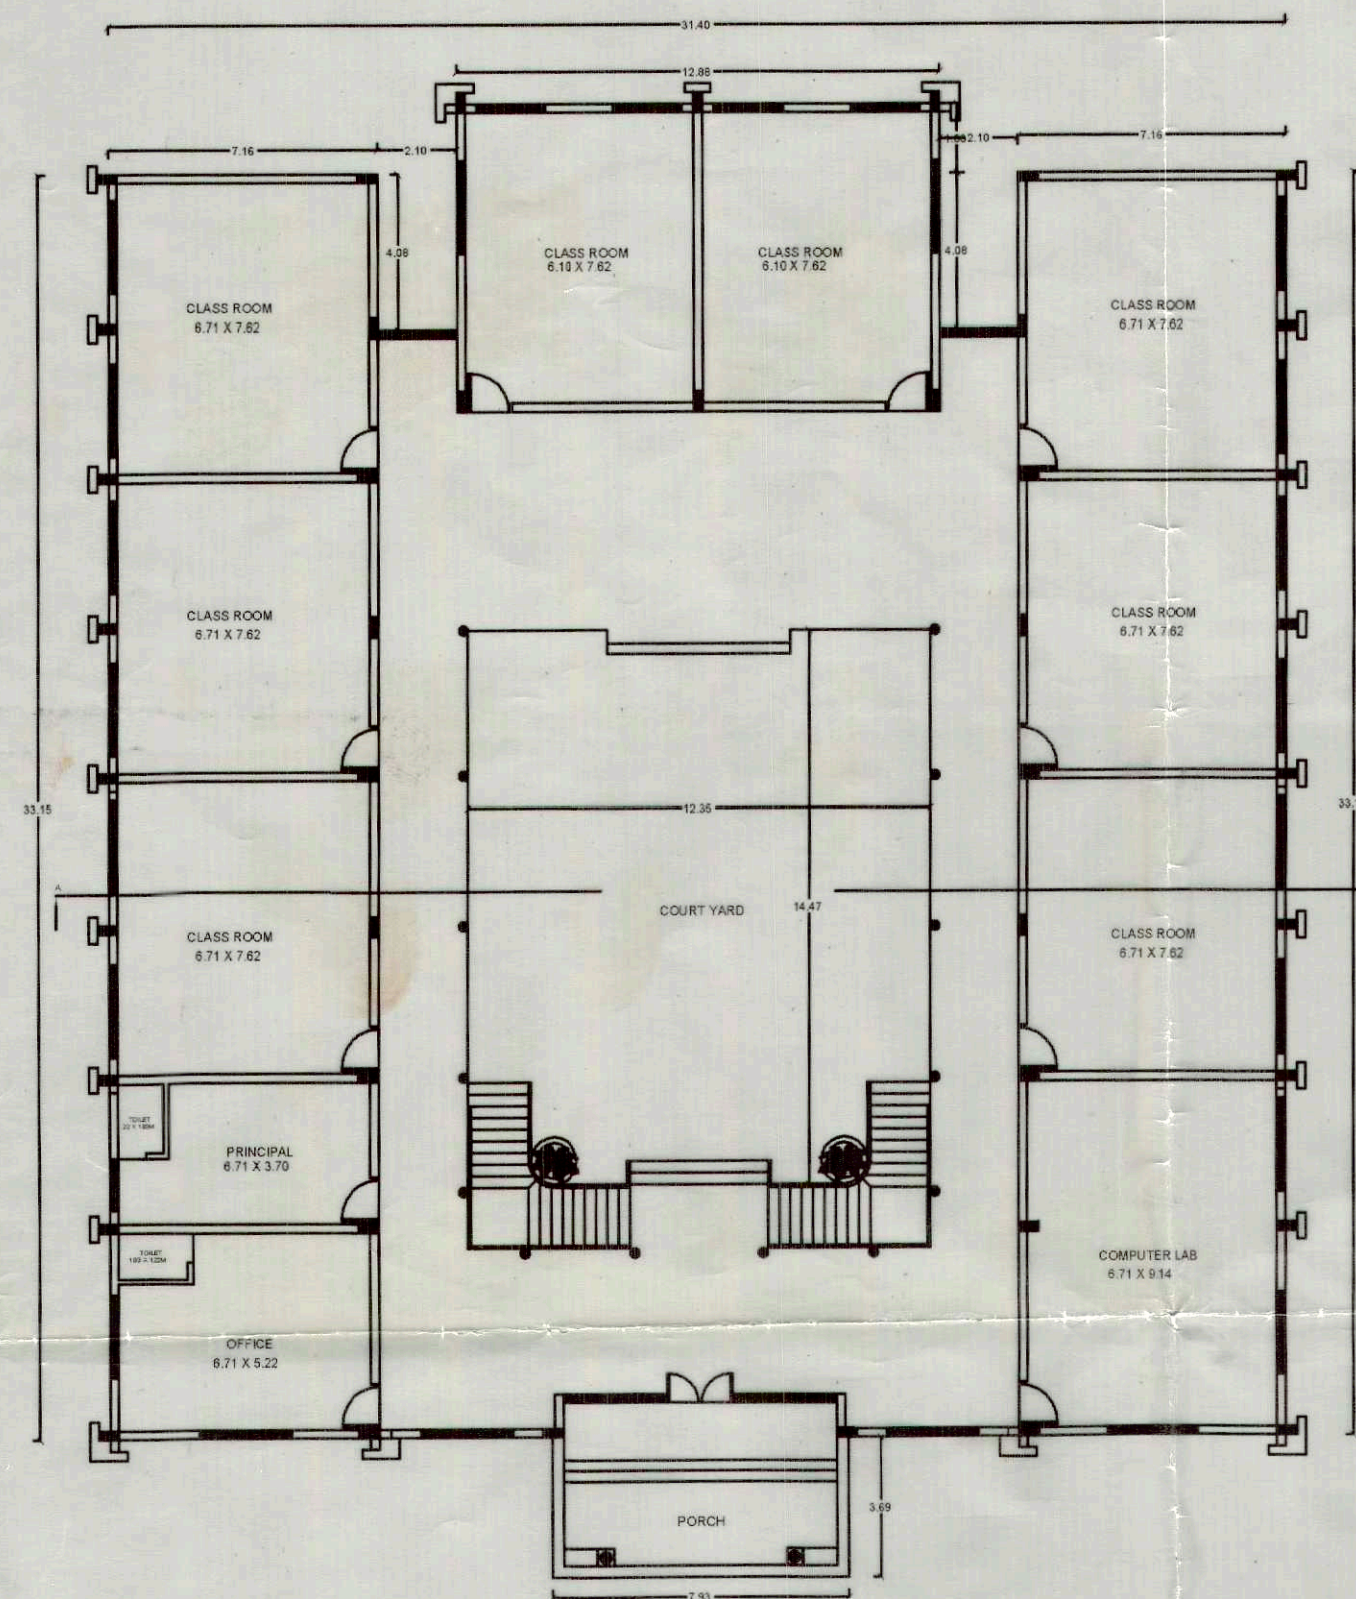 31.40
12.88
7.16
2.10
2.10
7.16
4.08
4.08
CLASS ROOM
6.10 X 7.62
CLASS ROOM
6.10 X 7.62
CLASS ROOM
6.71 X 7.62
CLASS ROOM
6.71 X 7.62
CLASS ROOM
6.71 X 7.62
CLASS ROOM
6.71 X 7.62
33.15
12.35
A
COURT YARD
14.47
CLASS ROOM
6.71 X 7.62
CLASS ROOM
6.71 X 7.62
TOILET
PRINCIPAL
6.71 X 3.70
TOILET
COMPUTER LAB
6.71 X 9.14
OFFICE
6.71 X 5.22
3.69
PORCH
7.93